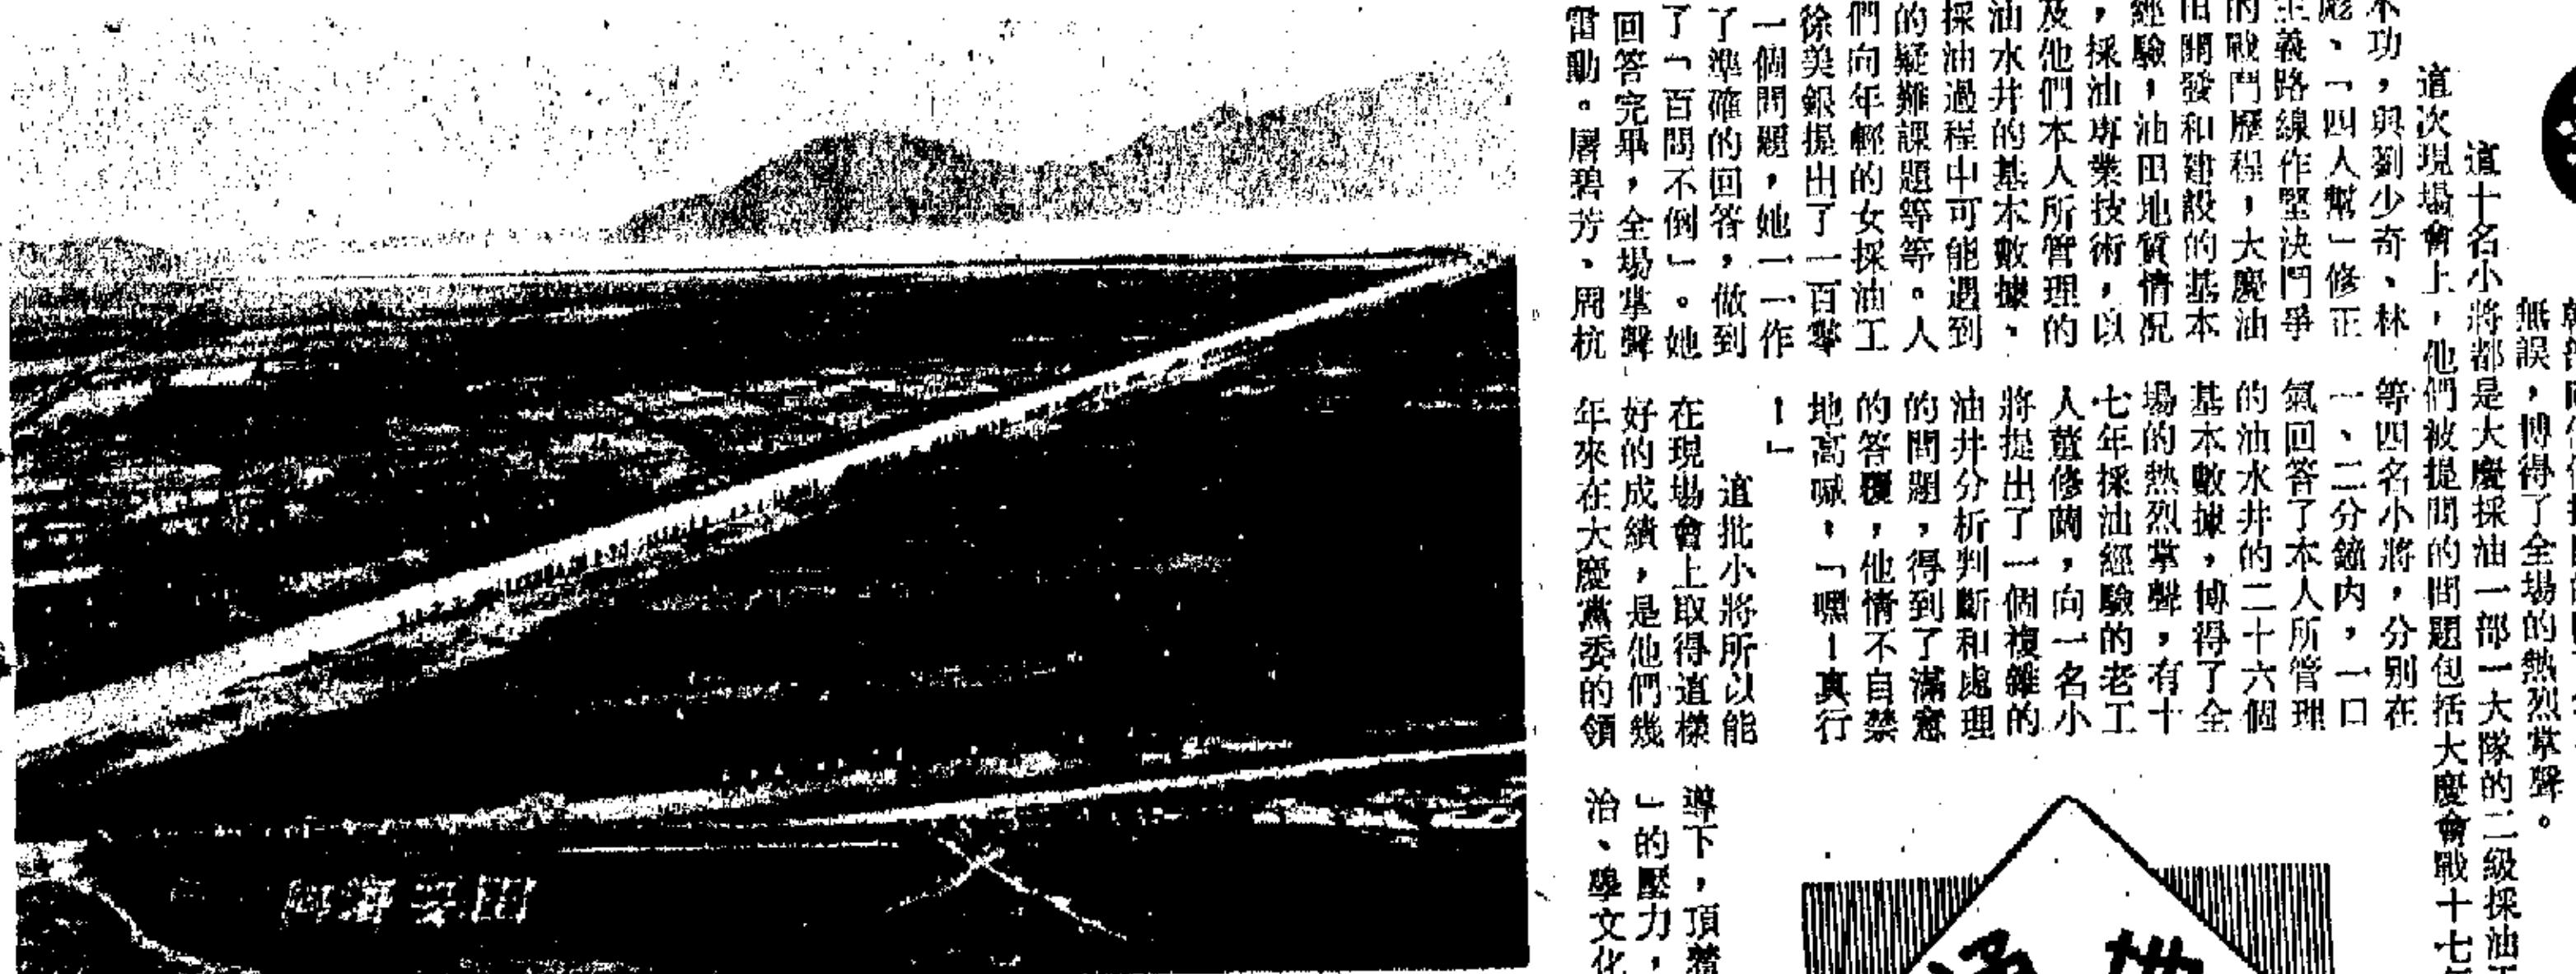 無誤，博得了全場的熱烈掌聲。
這十名小將都是大慶採油一部一大隊的二級採油
這次現場會上，他們被提問的問題包括大慶會戰十七
功，與劉少奇、林
彪、「四人幫」修正
主義路線作堅決鬥爭
的戰鬥歷程，大慶油
田開發和建設的基本
經驗，油田地質情况
，採油專業技術，以
及他們本人所管理的
油水井的基本數據、
採油過程中可能遇到
的疑難課題等等。人
們向年輕的女採油工
徐美銀提出了一百零
一個問題，她一一作
了準確的回答，做到
了「百問不倒」。她
回答完畢，全場掌聲
雷動。屠碧芳、周杭
等四名小將，分別在
一、二分鐘內，一口
氣回答了本人所管理
的油水井的二十六個
基本數據，博得了全
場的熱烈掌聲，有十
七年採油經驗的老工
人董修蘭，向一名小
將提出了一個複雜的
油井分析判斷和處理
的問題，得到了滿意
的答覆，他情不自禁
地高喊，「嘿！真行
！」
這批小將所以能
在現場會上取得這樣
好的成績，是他們幾
年來在大慶黨委的領
導下，頂着
」的壓力，
治、學文化